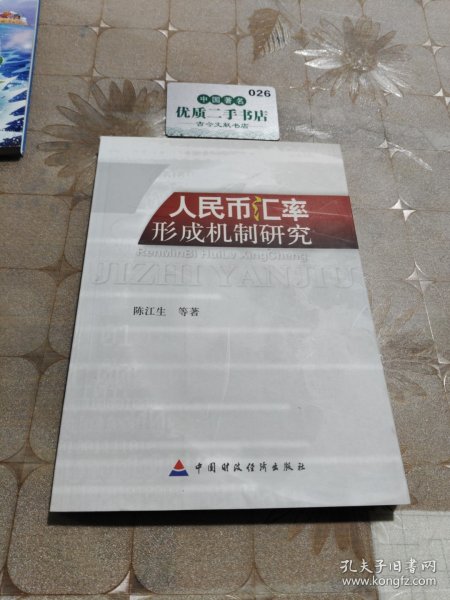 026
中国著名
优质二手书店
古今文献书店
人民币汇率
形成机制研究
RenMinBi HuiLv XingCheng
JIZHI YANJIU
陈江生 等著
中国财政经济出版社
孔夫子旧书网
www.kongfz.com